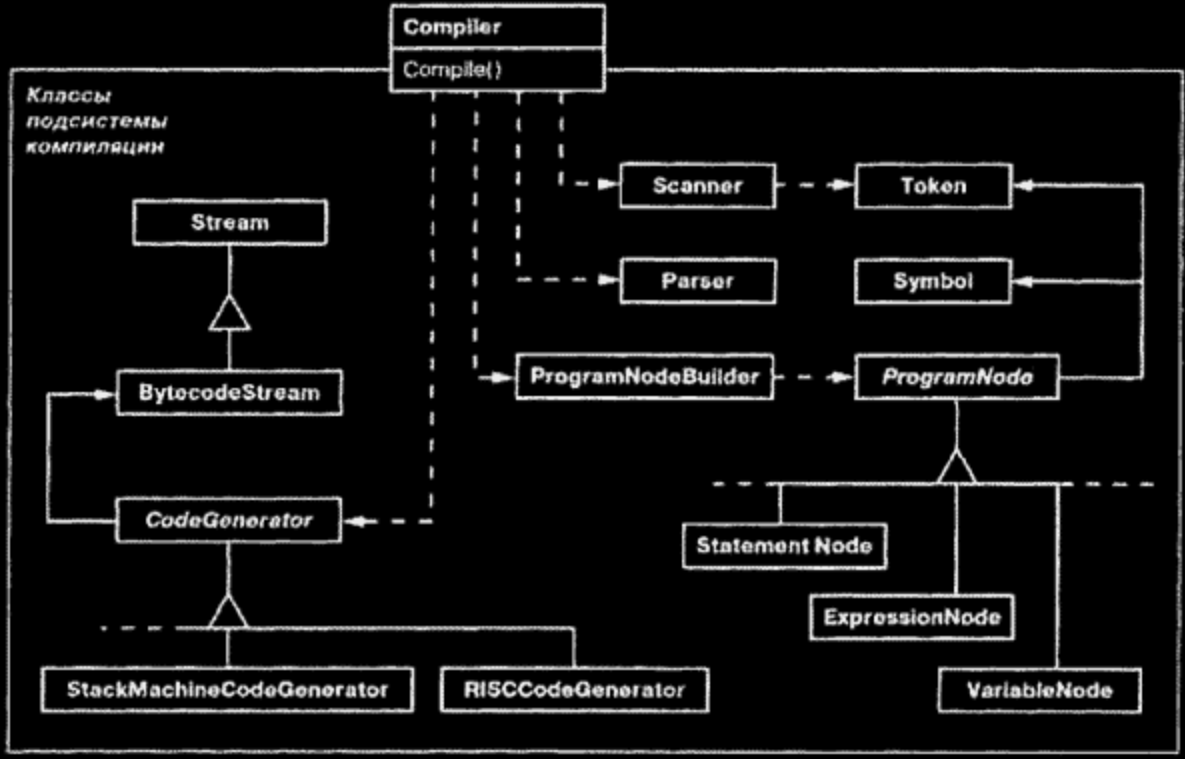 Compiler
Compile()
Классы
подсистемы
компиляции
Scanner
Token
Stream
Parser
Symbol
ProgramNodeBuilder
ProgramNode
BytecodeStream
CodeGenerator
Statement Node
ExpressionNode
StackMachineCodeGenerator
RISCCodeGenerator
VariableNode